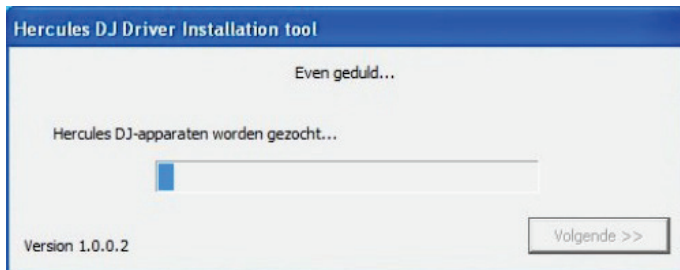 Hercules DJ Driver Installation tool
Even geduld...
Hercules DJ-apparaten worden gezocht...
Volgende >>
Version 1.0.0.2